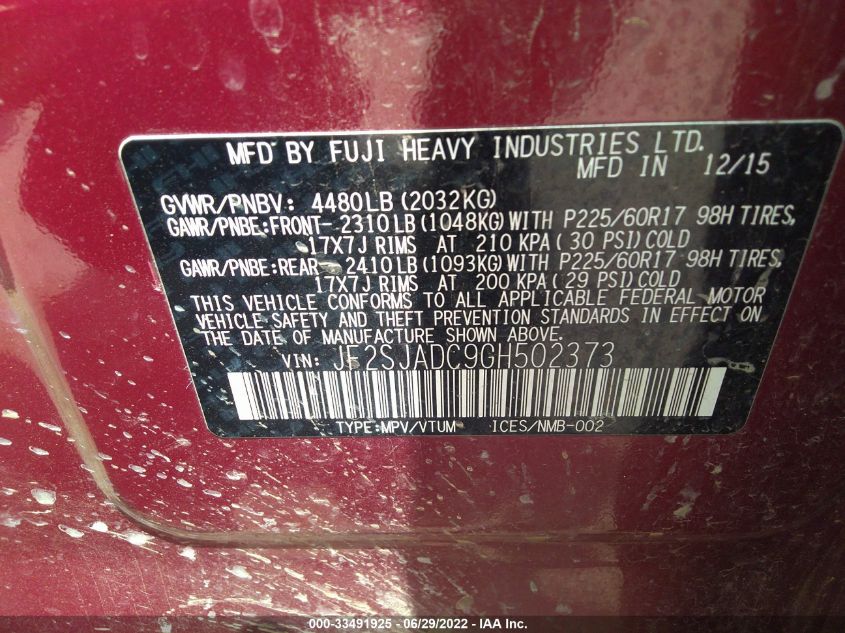 MFD BY FUJI HEAVY INDUSTRIES LTD.
MFD IN 12/15
GVWR/PNBV: 4480LB (2032KG)
GAWR/PNBE:FRONT- 2310LB (1048KG) WITH P225/60R17 98H TIRES,
17X7J RIMS AT 210 KPA (30 PSI) COLD
GAWR/PNBE:REAR- 2410LB (1093KG) WITH P225/60R17 98H TIRES,
17X7J RIMS AT 200 KPA (29 PSI) COLD
THIS VEHICLE CONFORMS TO ALL APPLICABLE FEDERAL MOTOR
VEHICLE SAFETY AND THEFT PREVENTION STANDARDS IN EFFECT ON
THE DATE OF MANUFACTURE SHOWN ABOVE.
VIN: JF2SJADC9GH502373
TYPE:MPV/VTUM ICES/NMB-002
© - 33491925 - 06/29/2022 - IAA, Inc.